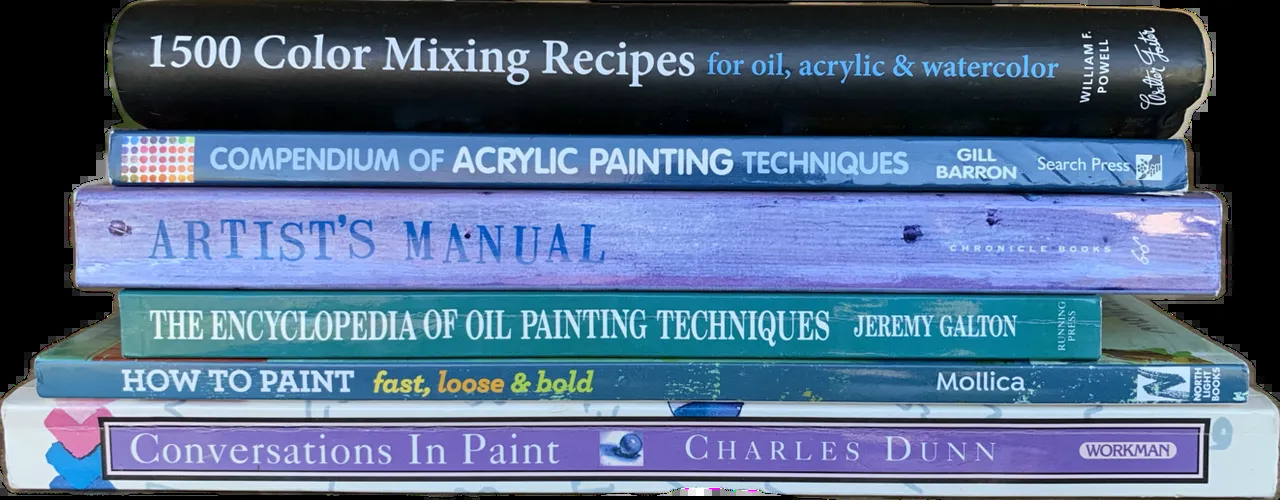 1500 Color Mixing Recipes for oil, acrylic & watercolor WILLIAM F. POWELL Walter Foster
COMPENDIUM OF ACRYLIC PAINTING TECHNIQUES GILL BARRON Search Press
ARTIST'S MANUAL CHRONICLE BOOKS
THE ENCYCLOPEDIA OF OIL PAINTING TECHNIQUES JEREMY GALTON RUNNING PRESS
HOW TO PAINT fast, loose & bold Mollica NORTH LIGHT BOOKS
Conversations In Paint CHARLES DUNN WORKMAN